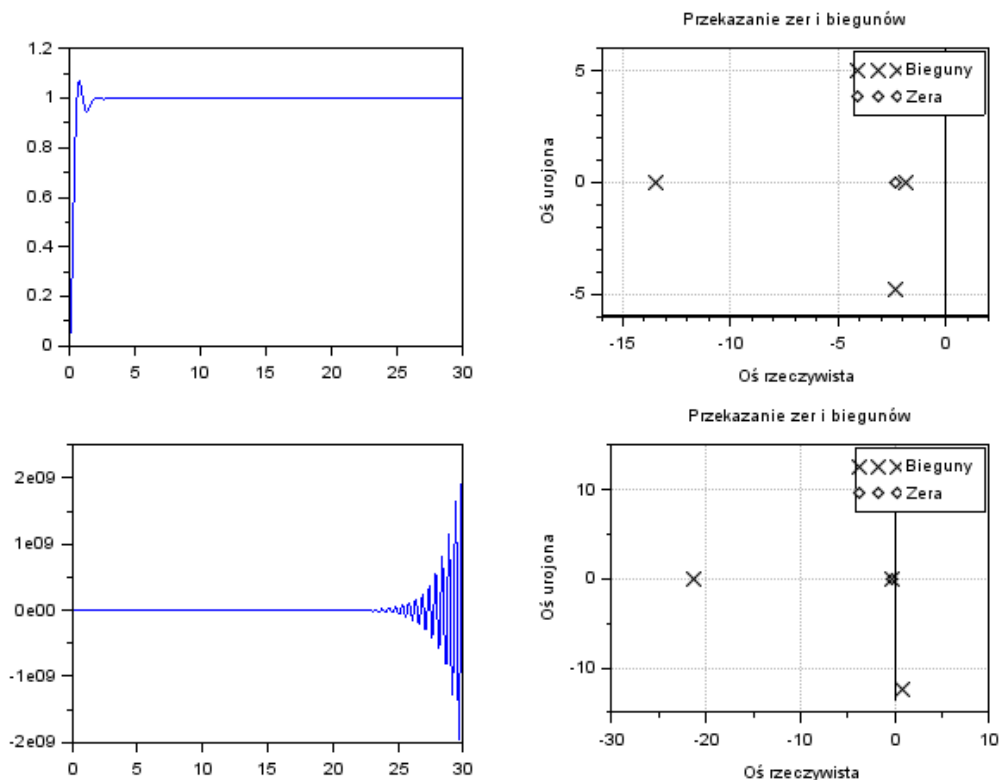 1.2
1
0.8
0.6
0.4
0.2
0
0 5 10 15 20 25 30
Przekazanie zer i biegunów
Bieguny
Zera
5
0
-5
Oś urojona
-15 -10 -5 0
Oś rzeczywista
2e09
1e09
0e00
-1e09
-2e09
0 5 10 15 20 25 30
Przekazanie zer i biegunów
Bieguny
Zera
10
0
-10
Oś urojona
-30 -20 -10 0 10
Oś rzeczywista